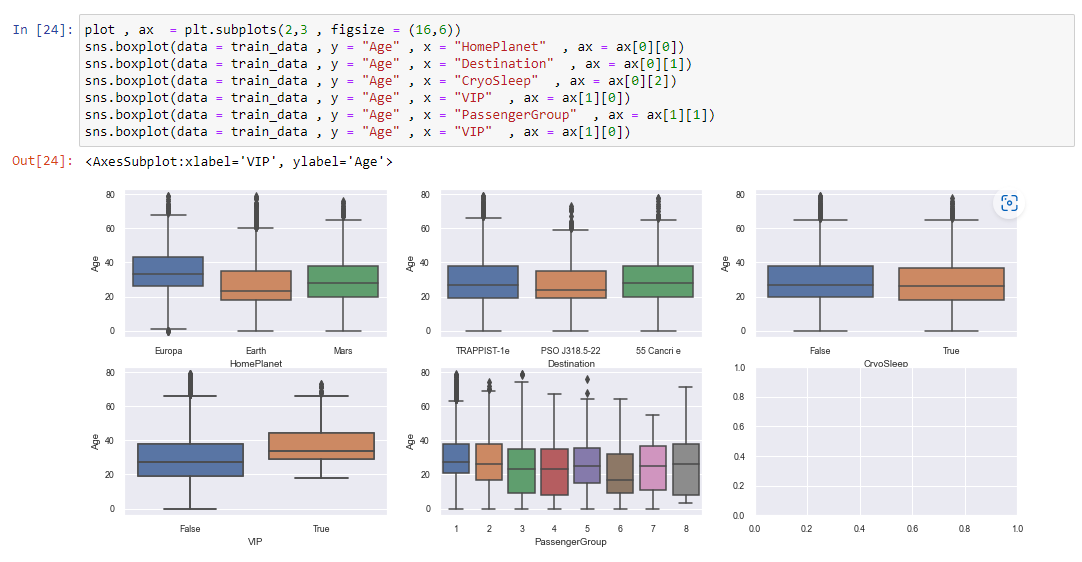 In [24]: plot , ax  = plt.subplots(2,3 , figsize = (16,6))
sns.boxplot(data = train_data , y = "Age" , x = "HomePlanet"  , ax = ax[0][0])
sns.boxplot(data = train_data , y = "Age" , x = "Destination"  , ax = ax[0][1])
sns.boxplot(data = train_data , y = "Age" , x = "CryoSleep"  , ax = ax[0][2])
sns.boxplot(data = train_data , y = "Age" , x = "VIP"  , ax = ax[1][0])
sns.boxplot(data = train_data , y = "Age" , x = "PassengerGroup"  , ax = ax[1][1])
sns.boxplot(data = train_data , y = "Age" , x = "VIP"  , ax = ax[1][0])
Out[24]: <AxesSubplot:xlabel='VIP', ylabel='Age'>
80
60
40
20
0
Age
Europa Earth Mars
HomePlanet
80
60
40
20
0
Age
TRAPPIST-1e PSO J318.5-22 55 Cancri e
Destination
80
60
40
20
0
Age
False True
CryoSleep
80
60
40
20
0
Age
False True
VIP
80
60
40
20
0
Age
1 2 3 4 5 6 7 8
PassengerGroup
1.0
0.8
0.6
0.4
0.2
0.0
0.0 0.2 0.4 0.6 0.8 1.0